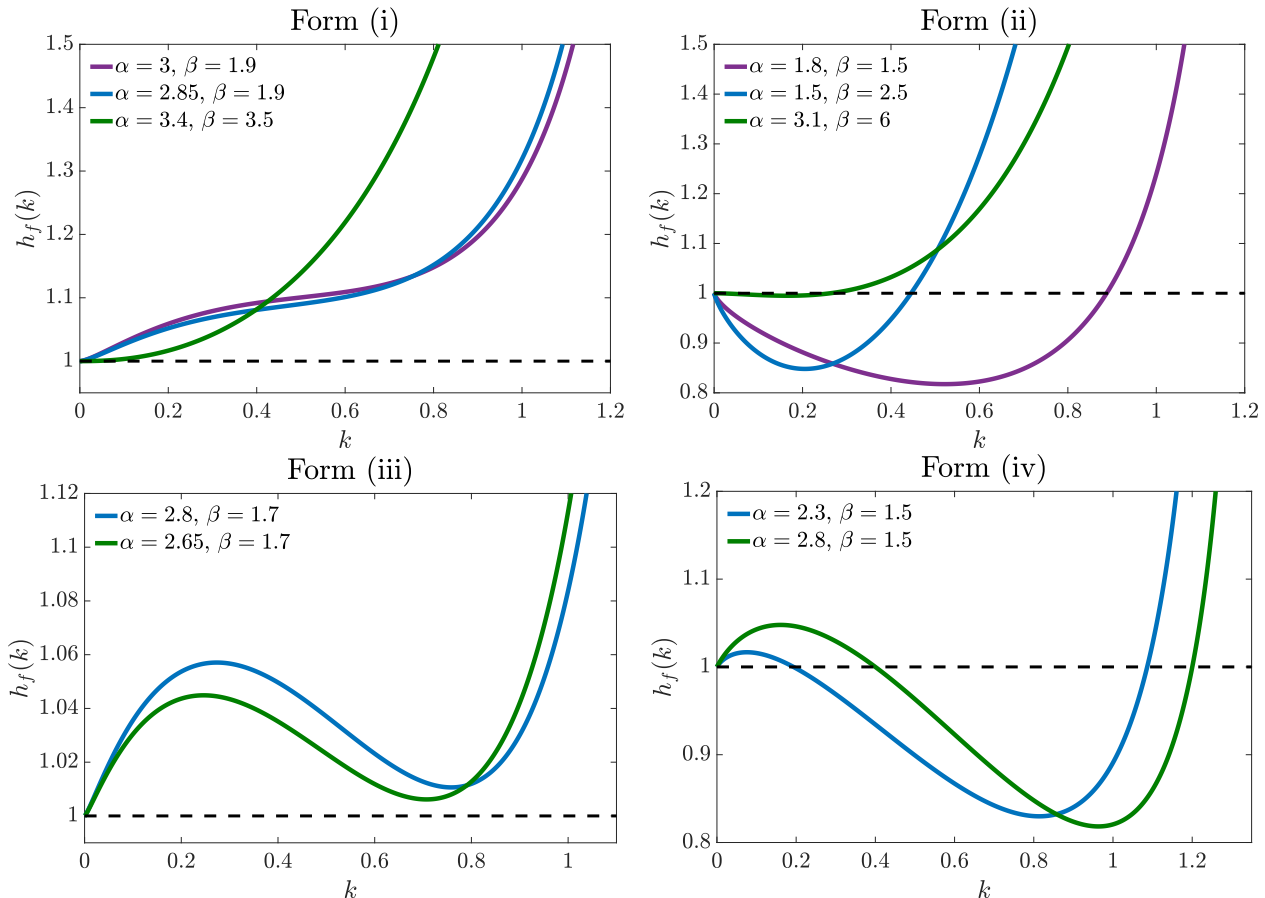 Form (i)
1.5
1.4
1.3
1.2
1.1
1
h_f(k)
α = 3, β = 1.9
α = 2.85, β = 1.9
α = 3.4, β = 3.5
0 0.2 0.4 0.6 0.8 1 1.2
k
Form (ii)
1.5
1.4
1.3
1.2
1.1
1
0.9
0.8
h_f(k)
α = 1.8, β = 1.5
α = 1.5, β = 2.5
α = 3.1, β = 6
0 0.2 0.4 0.6 0.8 1 1.2
k
Form (iii)
1.12
1.1
1.08
1.06
1.04
1.02
1
h_f(k)
α = 2.8, β = 1.7
α = 2.65, β = 1.7
0 0.2 0.4 0.6 0.8 1
k
Form (iv)
1.2
1.1
1
0.9
0.8
h_f(k)
α = 2.3, β = 1.5
α = 2.8, β = 1.5
0 0.2 0.4 0.6 0.8 1 1.2
k